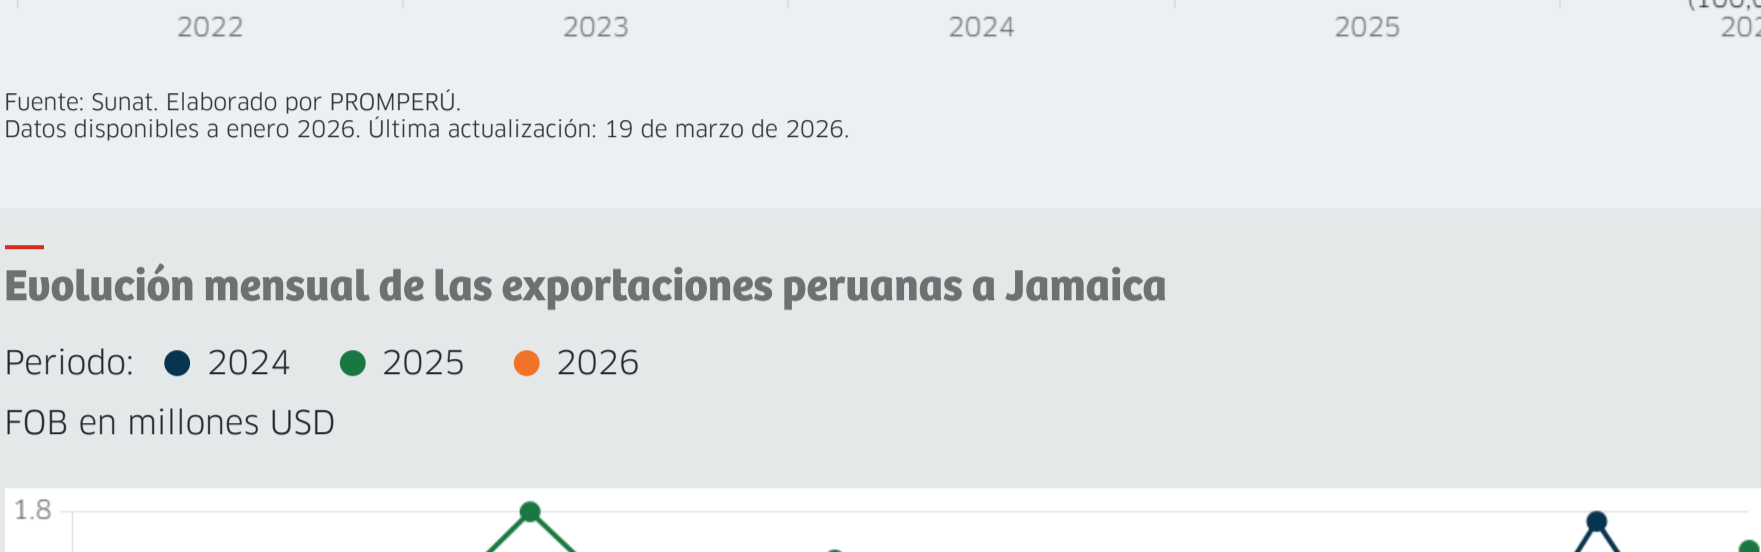 2022 2023 2024 2025
Fuente: Sunat. Elaborado por PROMPERÚ.
Datos disponibles a enero 2026. Última actualización: 19 de marzo de 2026.
Evolución mensual de las exportaciones peruanas a Jamaica
Periodo: 2024 2025 2026
FOB en millones USD
1.8